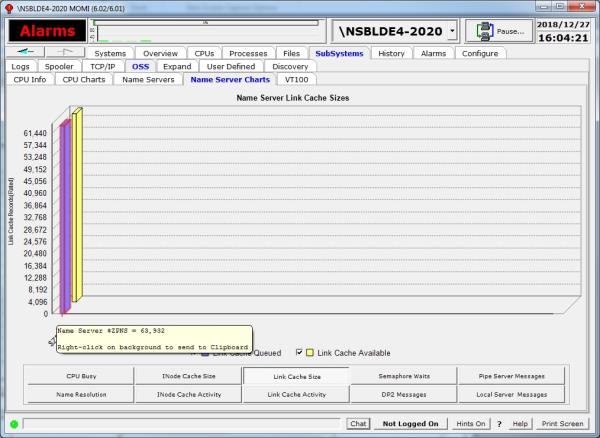 \NSBLDE4-2020 MOMI (6.02/6.01)
Alarms
\NSBLDE4-2020
Pause...
2018/12/27
16:04:21
Systems Overview CPUs Processes Files SubSystems History Alarms Configure
Logs Spooler TCP/IP OSS Expand User Defined Discovery
CPU Info CPU Charts Name Servers Name Server Charts VT100
Name Server Link Cache Sizes
Link Cache Records(Rated)
61,440
57,344
53,248
49,152
45,056
40,960
36,864
32,768
28,672
24,576
20,480
16,384
12,288
8,192
4,096
0
Name Server #ZPNS = 63,932
Right-click on background to send to Clipboard
Link Cache Queued Link Cache Available
CPU Busy INode Cache Size Link Cache Size Semaphore Waits Pipe Server Messages
Name Resolution INode Cache Activity Link Cache Activity DP2 Messages Local Server Messages
Chat Not Logged On Hints On ? Help Print Screen